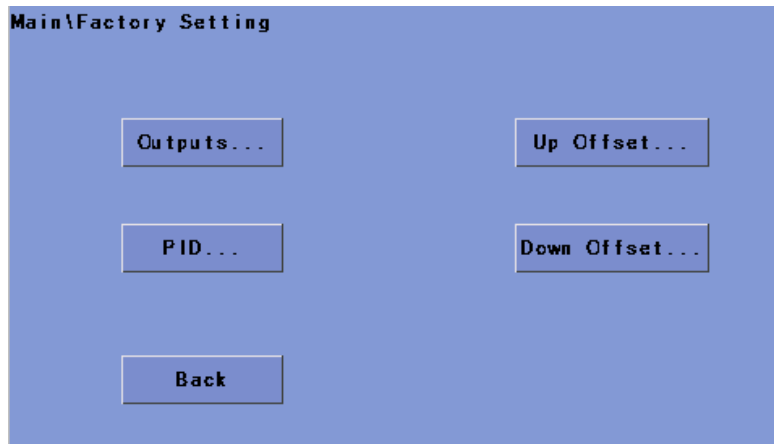 Main\Factory Setting
Outputs...
Up Offset...
PID...
Down Offset...
Back